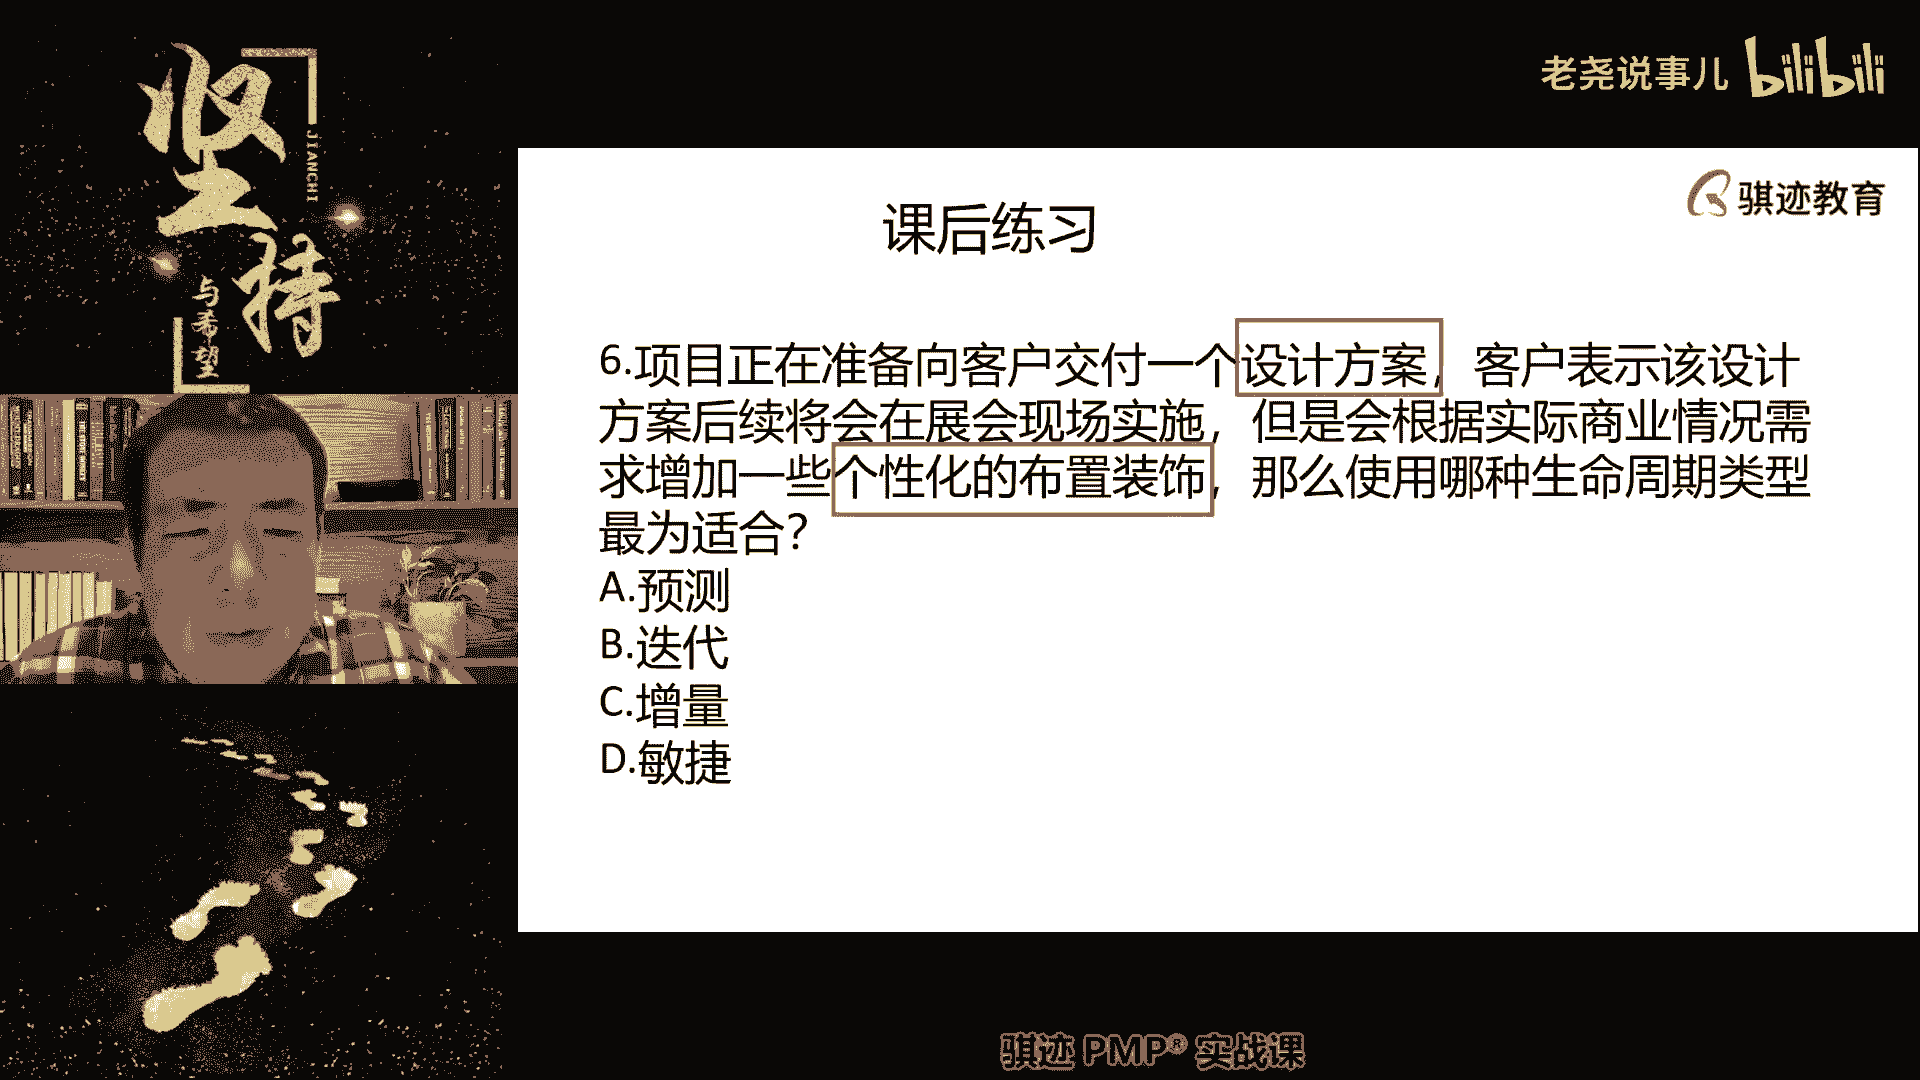 坚持
JIANCHI
与希望
老尧说事儿 bilibili
骐迹教育
课后练习
6.项目正在准备向客户交付一个设计方案，客户表示该设计
方案后续将会在展会现场实施，但是会根据实际商业情况需
求增加一些个性化的布置装饰，那么使用哪种生命周期类型
最为适合？
A.预测
B.迭代
C.增量
D.敏捷
骐迹 PMP® 实战课